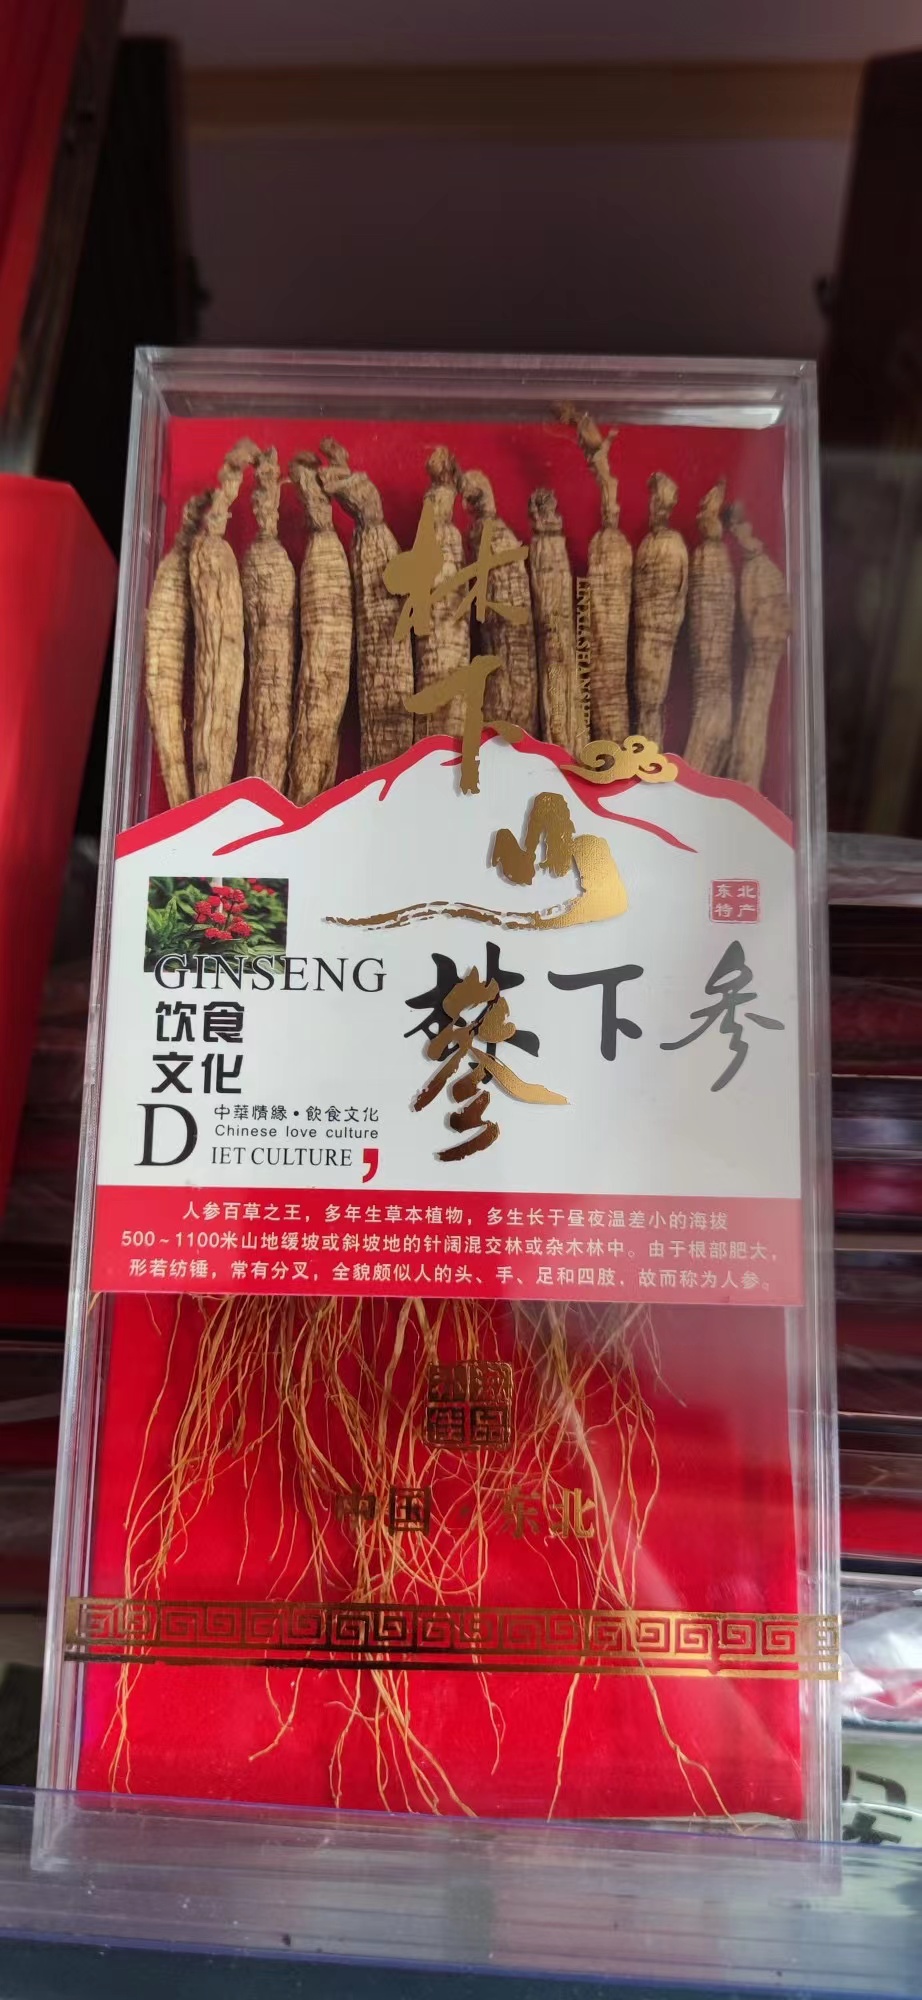 林下山參
LINXIASHANSHEN
东北
特产
GINSENG
林下参
饮食
文化
中華情緣•飲食文化
Chinese love culture
DIET CULTURE
人参百草之王，多年生草本植物，多生长于昼夜温差小的海拔
500~1100米山地缓坡或斜坡地的针阔混交林或杂木林中。由于根部肥大，
形若纺锤，常有分叉，全貌颇似人的头、手、足和四肢，故而称为人参。
佳品
中国·东北